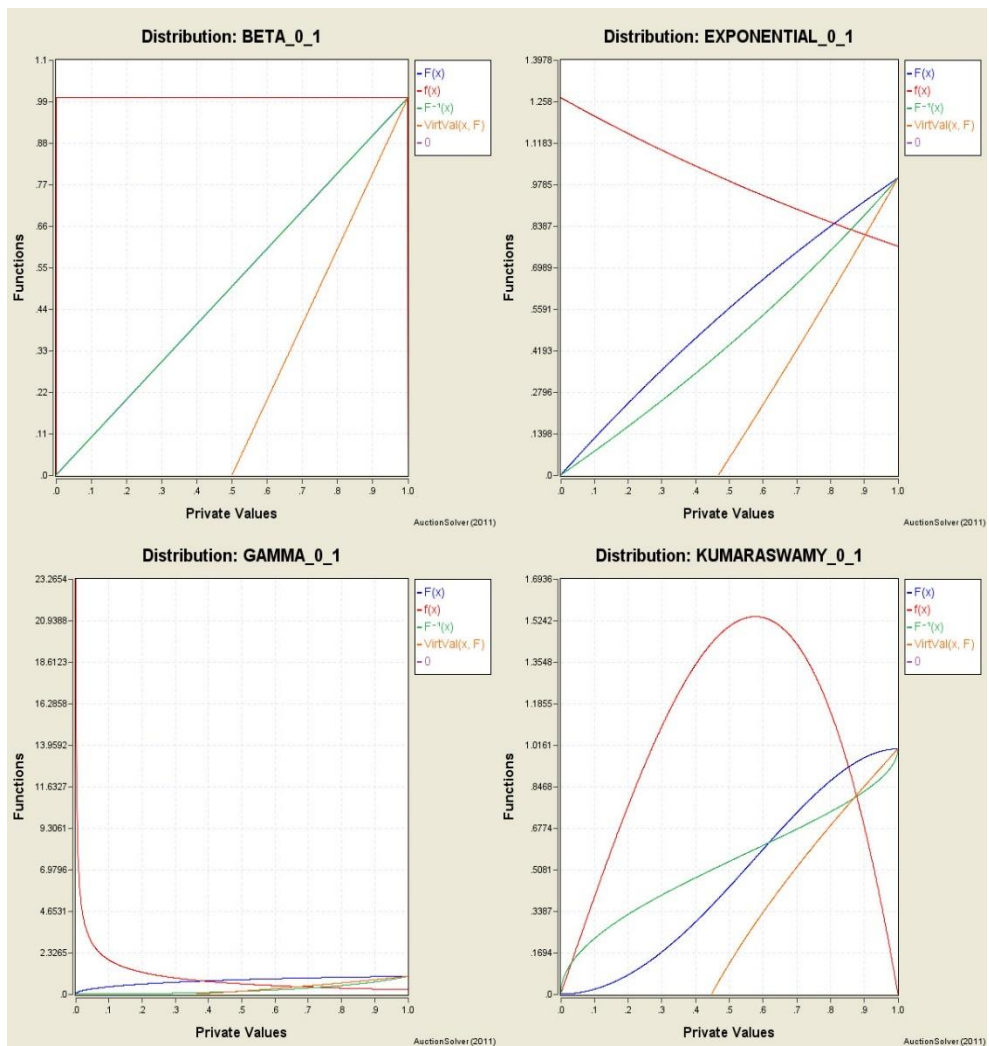 Distribution: BETA_0_1
1.1
.99
.88
.77
.66
.55
.44
.33
.22
.11
.0
Functions
.0 .1 .2 .3 .4 .5 .6 .7 .8 .9 1.0
Private Values
F(x)
f(x)
F⁻¹(x)
VirtVal(x, F)
0
AuctionSolver (2011)
Distribution: EXPONENTIAL_0_1
1.3978
1.258
1.1183
.9785
.8387
.6989
.5591
.4193
.2796
.1398
.0
Functions
.0 .1 .2 .3 .4 .5 .6 .7 .8 .9 1.0
Private Values
F(x)
f(x)
F⁻¹(x)
VirtVal(x, F)
0
AuctionSolver (2011)
Distribution: GAMMA_0_1
23.2654
20.9388
18.6123
16.2858
13.9592
11.6327
9.3061
6.9796
4.6531
2.3265
.0
Functions
.0 .1 .2 .3 .4 .5 .6 .7 .8 .9 1.0
Private Values
F(x)
f(x)
F⁻¹(x)
VirtVal(x, F)
0
AuctionSolver (2011)
Distribution: KUMARASWAMY_0_1
1.6936
1.5242
1.3548
1.1855
1.0161
.8468
.6774
.5081
.3387
.1694
.0
Functions
.0 .1 .2 .3 .4 .5 .6 .7 .8 .9 1.0
Private Values
F(x)
f(x)
F⁻¹(x)
VirtVal(x, F)
0
AuctionSolver (2011)